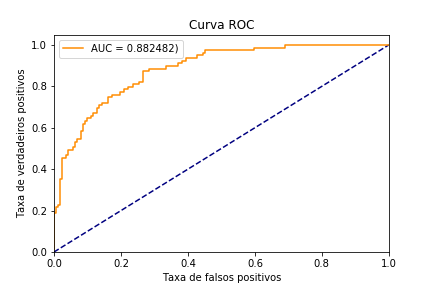 Curva ROC
AUC = 0.882482)
Taxa de verdadeiros positivos
1.0
0.8
0.6
0.4
0.2
0.0
0.0 0.2 0.4 0.6 0.8 1.0
Taxa de falsos positivos